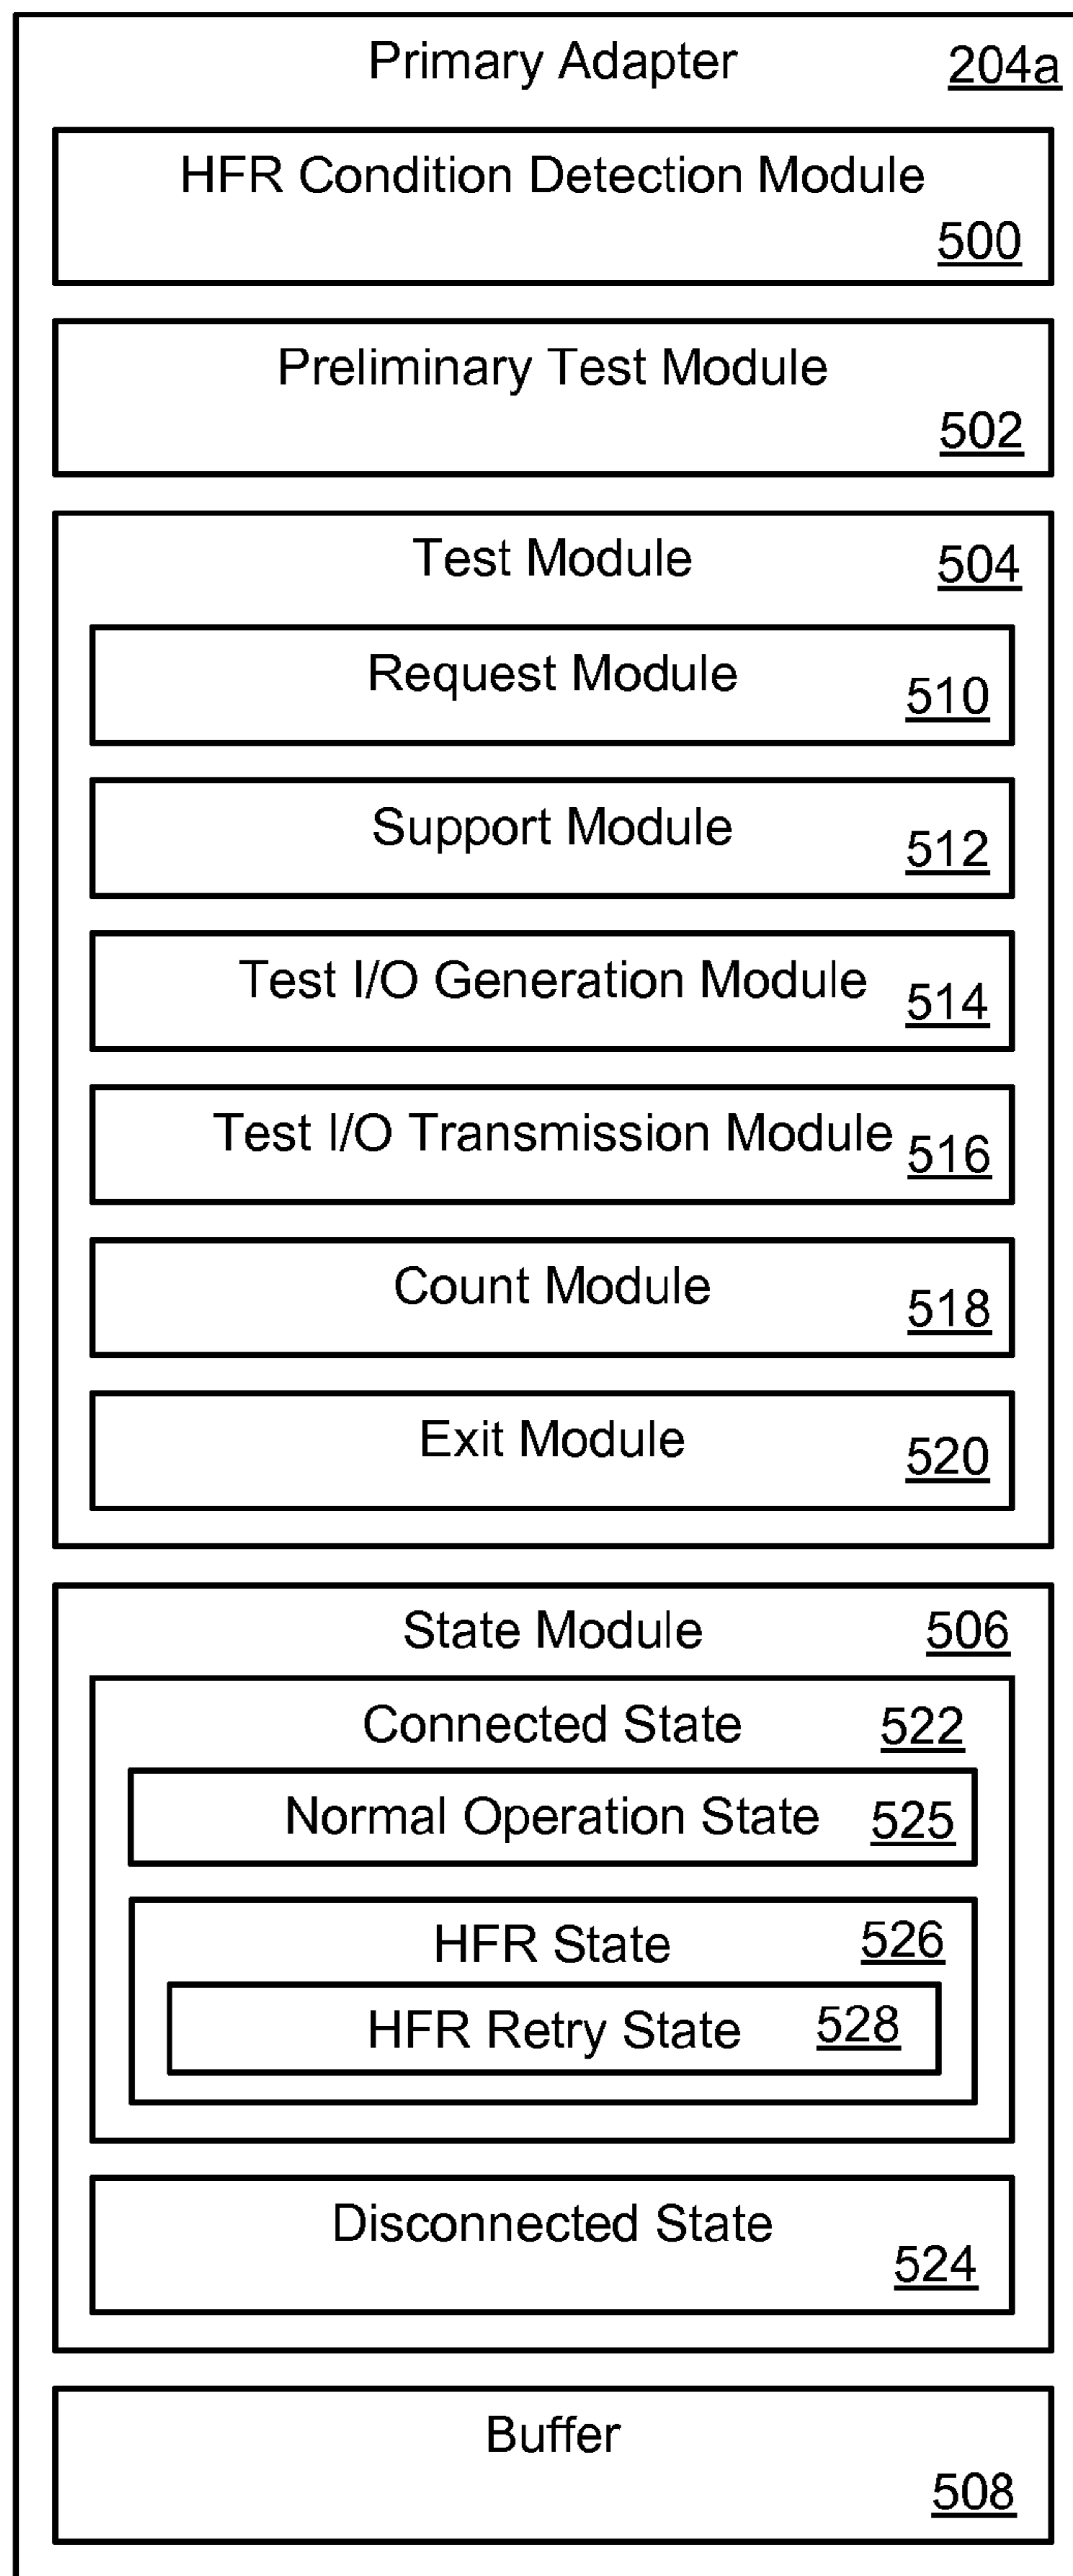 Primary Adapter 204a
HFR Condition Detection Module
500
Preliminary Test Module
502
Test Module 504
Request Module 510
Support Module 512
Test I/O Generation Module 514
Test I/O Transmission Module 516
Count Module 518
Exit Module 520
State Module 506
Connected State 522
Normal Operation State 525
HFR State 526
HFR Retry State 528
Disconnected State
524
Buffer
508